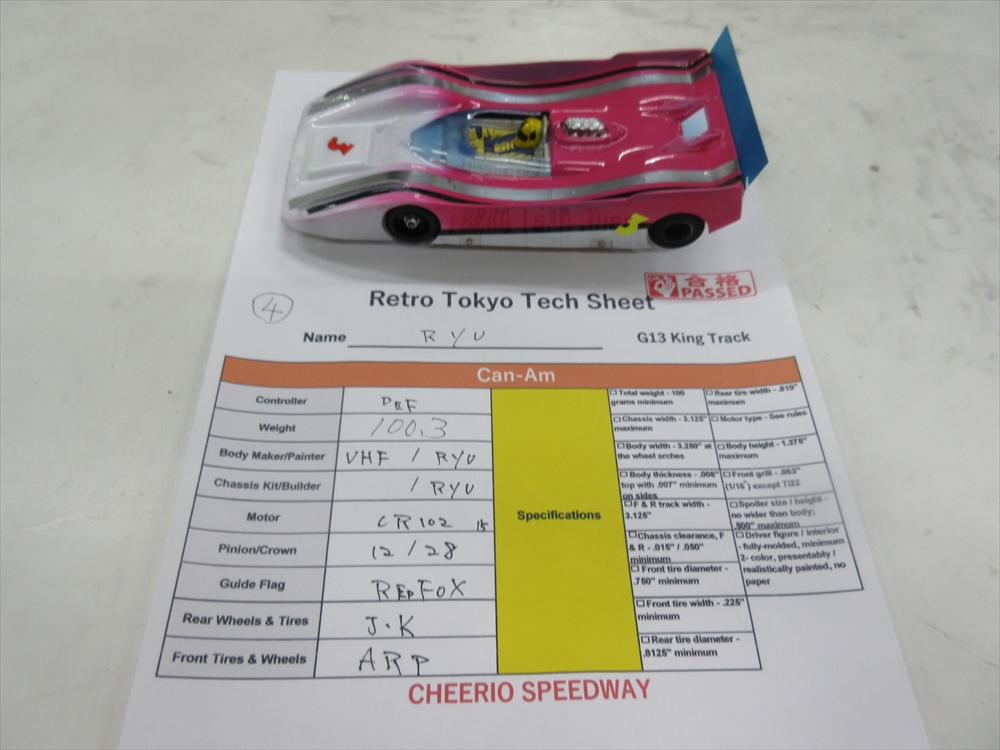 合格
PASSED
4
Retro Tokyo Tech Sheet
Name RYU G13 King Track
Can-Am
Controller PBF
Weight 100.3
Body Maker/Painter VHF / RYU
Chassis Kit/Builder / RYU
Motor CR102 15
Pinion/Crown 12/28
Guide Flag RED FOX
Rear Wheels & Tires J.K
Front Tires & Wheels ARP
Specifications
Total weight - 100
grams minimum
Chassis width - 3.125"
maximum
Body width - 3.250" at
the wheel arches
Body thickness - .008"
top with .007" minimum
on sides
F & R track width -
3.125"
Chassis clearance, F
& R - .015" / .050"
minimum
Front tire diameter -
.750" minimum
Front tire width - .225"
minimum
Rear tire diameter -
.8125" minimum
Rear tire width - .810"
maximum
Motor type - See rules
Body height - 1.375"
maximum
Front grill - .063"
(1/16") except Ti22
Spoiler size / height -
no wider than body;
.500" maximum
Driver figure / interior
- fully-molded, minimum
2- color, presentably /
realistically painted, no
paper
CHEERIO SPEEDWAY